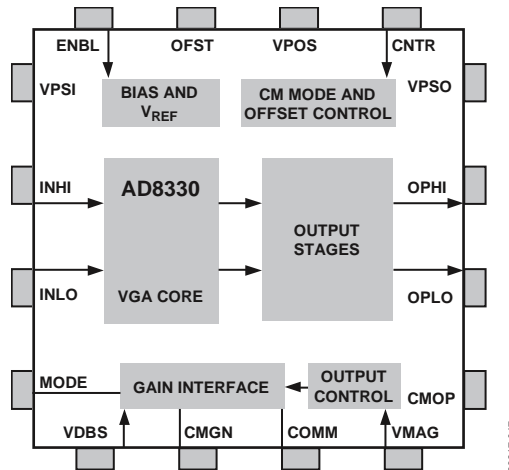 ENBL OFST VPOS CNTR
VPSI
BIAS AND
VREF
CM MODE AND
OFFSET CONTROL
VPSO
INHI
AD8330
OPHI
OUTPUT
STAGES
INLO
VGA CORE
OPLO
MODE
GAIN INTERFACE
OUTPUT
CONTROL
CMOP
VDBS CMGN COMM VMAG